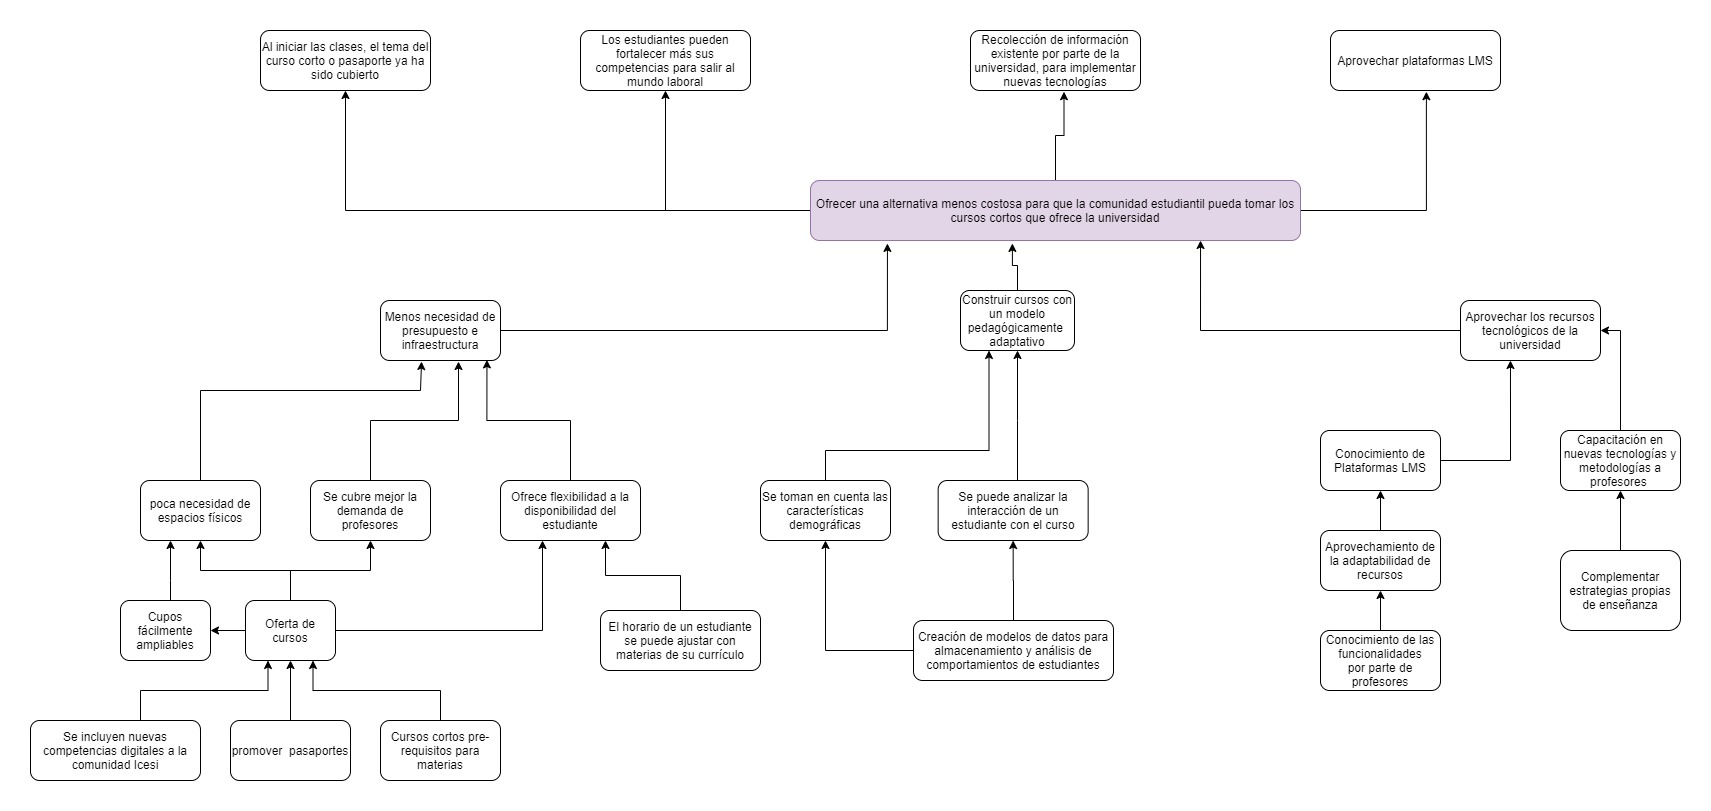 Al iniciar las clases, el tema del
curso corto o pasaporte ya ha
sido cubierto
Los estudiantes pueden
fortalecer más sus
competencias para salir al
mundo laboral
Recolección de información
existente por parte de la
universidad, para implementar
nuevas tecnologías
Aprovechar plataformas LMS
Ofrecer una alternativa menos costosa para que la comunidad estudiantil pueda tomar los
cursos cortos que ofrece la universidad
Menos necesidad de
presupuesto e
infraestructura
Construir cursos con
un modelo
pedagógicamente
adaptativo
Aprovechar los recursos
tecnológicos de la
universidad
poca necesidad de
espacios físicos
Se cubre mejor la
demanda de
profesores
Ofrece flexibilidad a la
disponibilidad del
estudiante
Se toman en cuenta las
características
demográficas
Se puede analizar la
interacción de un
estudiante con el curso
Conocimiento de
Plataformas LMS
Capacitación en
nuevas tecnologías y
metodologías a
profesores
Aprovechamiento de
la adaptabilidad de
recursos
Complementar
estrategias propias
de enseñanza
Cupos
fácilmente
ampliables
Oferta de
cursos
El horario de un estudiante
se puede ajustar con
materias de su currículo
Creación de modelos de datos para
almacenamiento y análisis de
comportamientos de estudiantes
Conocimiento de las
funcionalidades
por parte de
profesores
Se incluyen nuevas
competencias digitales a la
comunidad Icesi
promover  pasaportes
Cursos cortos pre-
requisitos para
materias